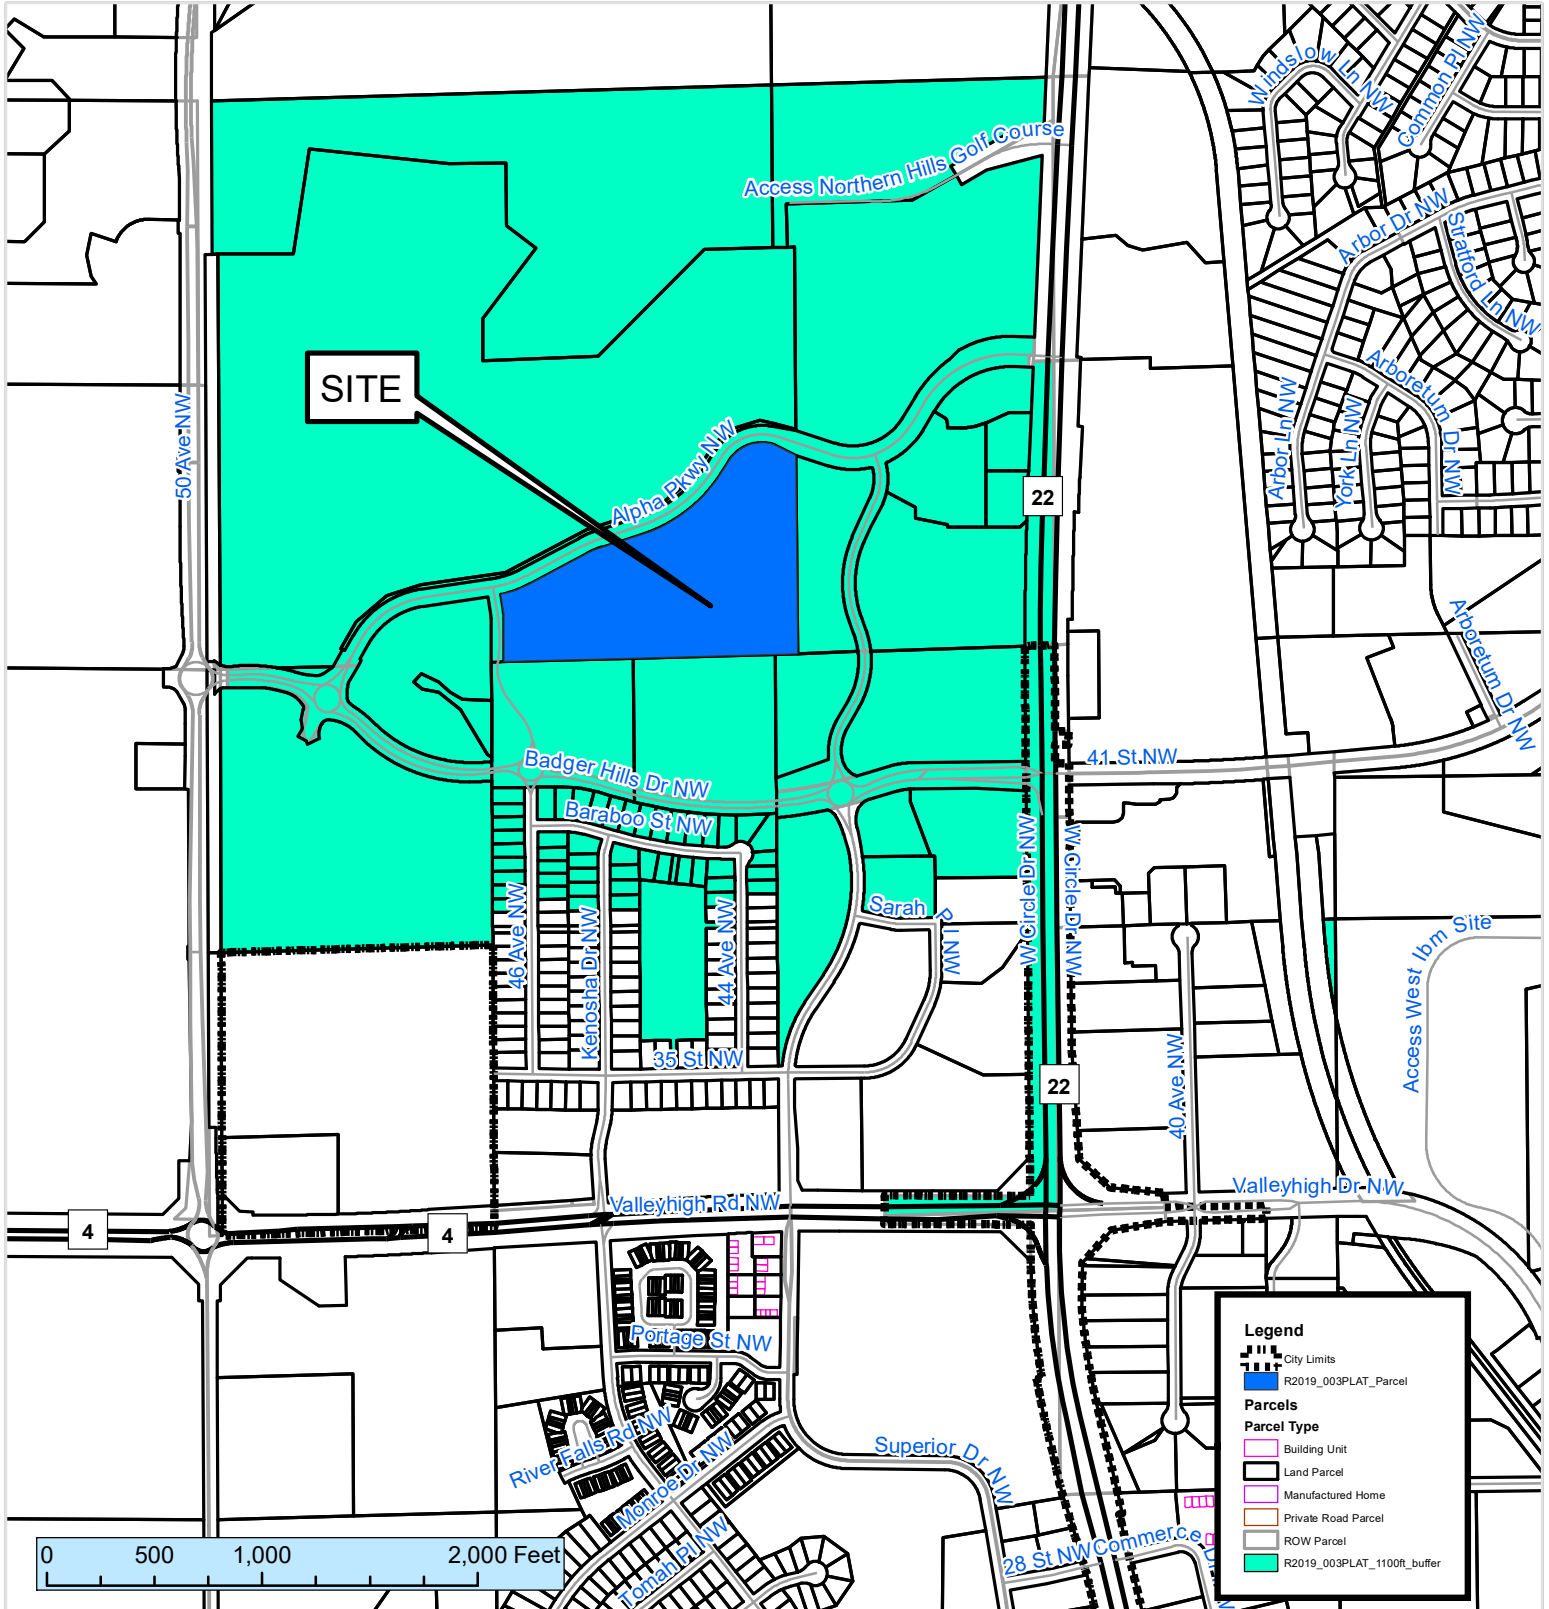 Windslow Ln NW
Common Pl NW
Access Northern Hills Golf Course
Arbor Dr NW
Stratford Ln NW
SITE
50 Ave NW
Alpha Pkwy NW
22
Arbor Ln NW
York Ln NW
Arboretum Dr NW
Arboretum Dr NW
41 St NW
Badger Hills Dr NW
Baraboo St NW
W Circle Dr NW
W Circle Dr NW
46 Ave NW
Kenosha Dr NW
44 Ave NW
Sarah Pl NW
Access West Ibm Site
35 St NW
22
40 Ave NW
Valleyhigh Rd NW
Valleyhigh Dr NW
4
4
Portage St NW
River Falls Rd NW
Monroe Dr NW
Superior Dr NW
Tomah Pl NW
28 St NW
Commerce Dr NW
0 500 1,000 2,000 Feet
Legend
City Limits
R2019_003PLAT_Parcel
Parcels
Parcel Type
Building Unit
Land Parcel
Manufactured Home
Private Road Parcel
ROW Parcel
R2019_003PLAT_1100ft_buffer